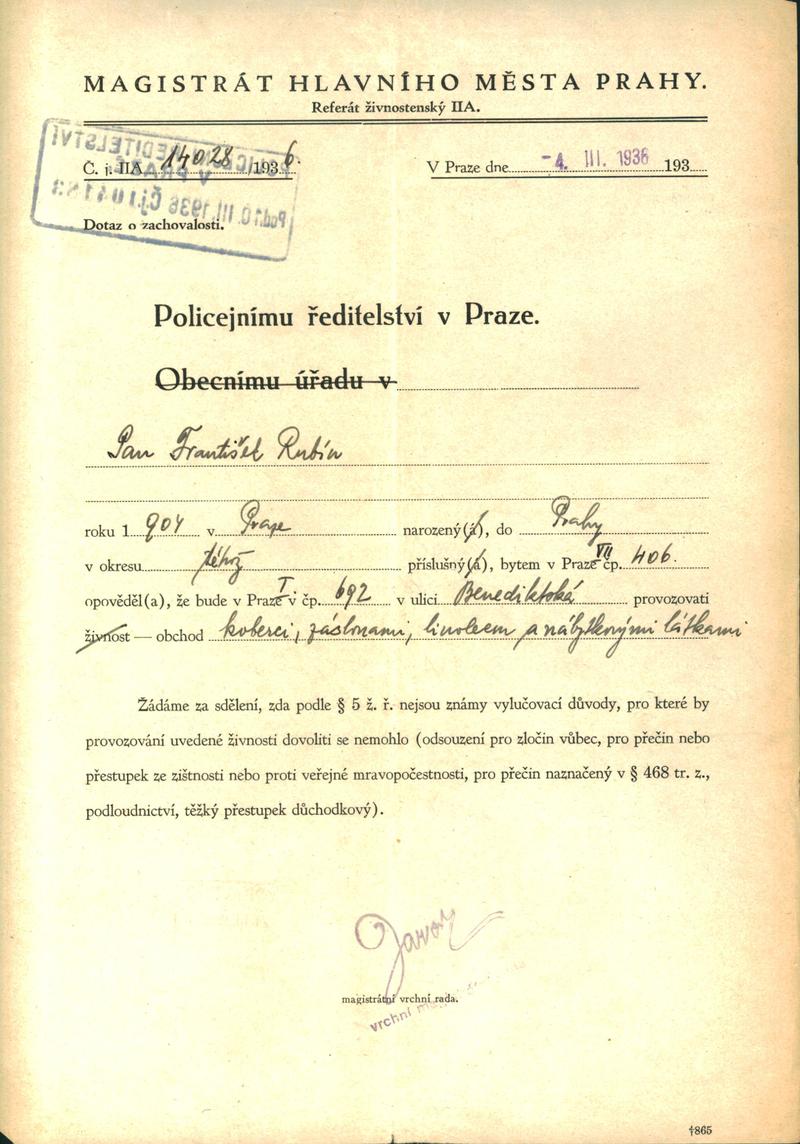 MAGISTRÁT HLAVNÍHO MĚSTA PRAHY.
Referát živnostenský IIA.
Č. j. IIA 14028 /1936.
V Praze dne -4. III. 1936 193
Dotaz o zachovalosti.
Policejnímu ředitelství v Praze.
Obecnímu úřadu v
Pan František Rubín
roku 1904 v Praze narozený(á), do Prahy
v okresu téhož příslušný(á), bytem v Praze VII čp. 406.
opověděl(a), že bude v Praze I. v čp. 692 v ulici Benediktská provozovati
živnost — obchod koberci, záslonami, linoleem a nábytkovými látkami
Žádáme za sdělení, zda podle § 5 ž. ř. nejsou známy vylučovací důvody, pro které by
provozování uvedené živnosti dovoliti se nemohlo (odsouzení pro zločin vůbec, pro přečin nebo
přestupek ze zištnosti nebo proti veřejné mravopočestnosti, pro přečin naznačený v § 468 tr. z.,
podloudnictví, těžký přestupek důchodkový).
magistrátní vrchní rada.
vrchní
†865